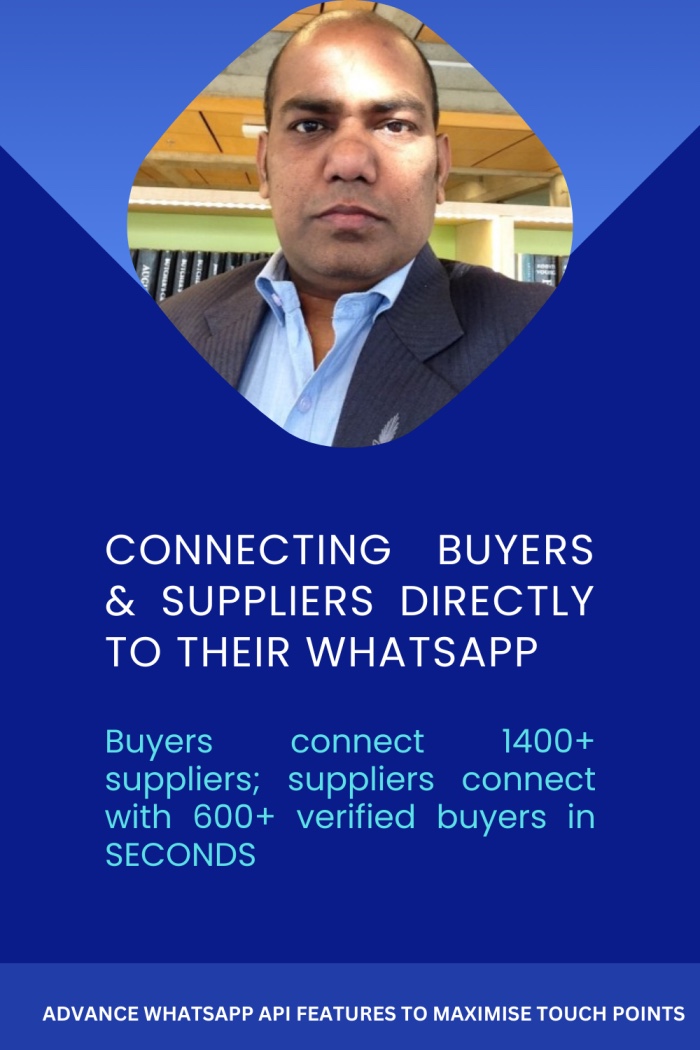 CONNECTING BUYERS
& SUPPLIERS DIRECTLY
TO THEIR WHATSAPP
Buyers connect 1400+
suppliers; suppliers connect
with 600+ verified buyers in
SECONDS
ADVANCE WHATSAPP API FEATURES TO MAXIMISE TOUCH POINTS